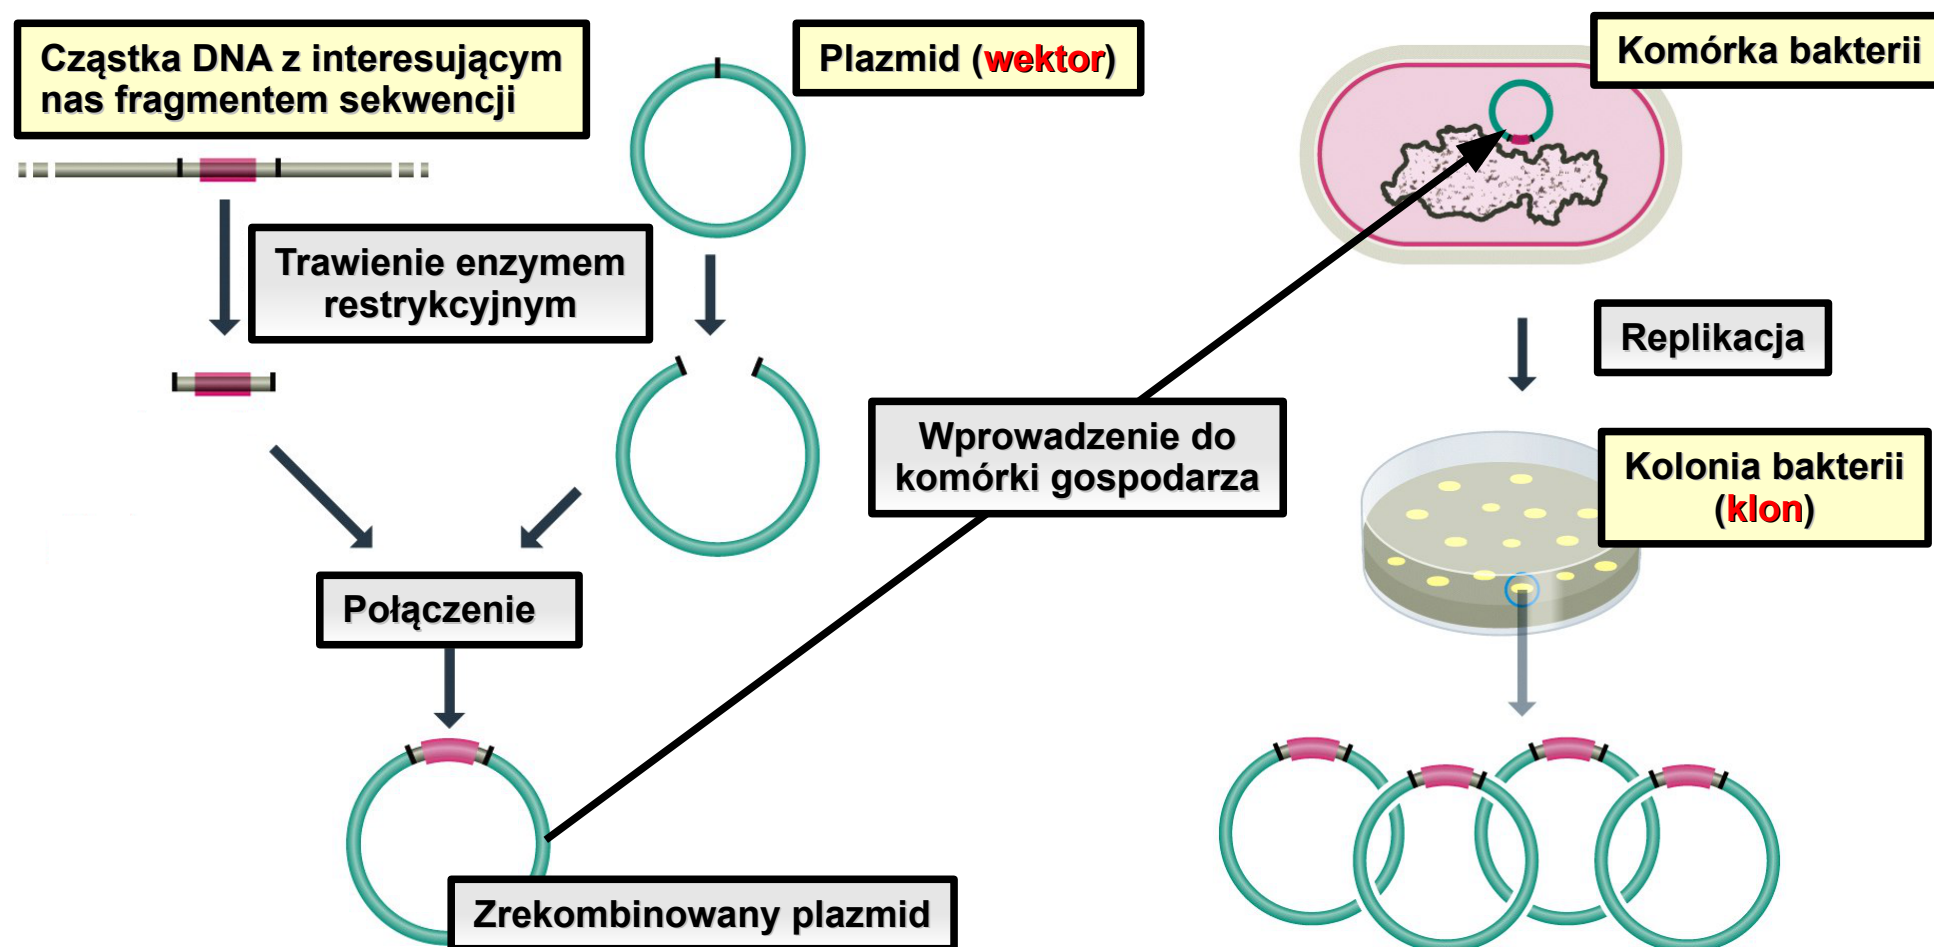 Cząstka DNA z interesującym
nas fragmentem sekwencji
Plazmid (wektor)
Komórka bakterii
Trawienie enzymem
restrykcyjnym
Replikacja
Wprowadzenie do
komórki gospodarza
Kolonia bakterii
(klon)
Połączenie
Zrekombinowany plazmid